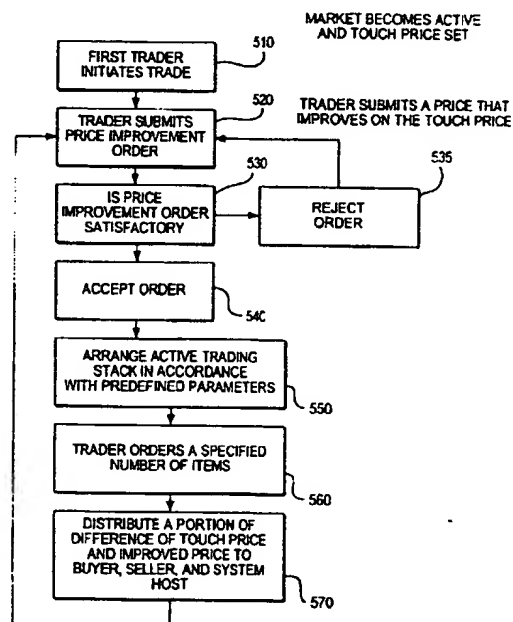 MARKET BECOMES ACTIVE
AND TOUCH PRICE SET
FIRST TRADER
INITIATES TRADE
510
TRADER SUBMITS
PRICE IMPROVEMENT
ORDER
520
TRADER SUBMITS A PRICE THAT
IMPROVES ON THE TOUCH PRICE
IS PRICE
IMPROVEMENT ORDER
SATISFACTORY
530
REJECT
ORDER
535
ACCEPT ORDER
540
ARRANGE ACTIVE TRADING
STACK IN ACCORDANCE
WITH PREDEFINED PARAMETERS
550
TRADER ORDERS A SPECIFIED
NUMBER OF ITEMS
560
DISTRIBUTE A PORTION OF
DIFFERENCE OF TOUCH PRICE
AND IMPROVED PRICE TO
BUYER, SELLER, AND SYSTEM
HOST
570